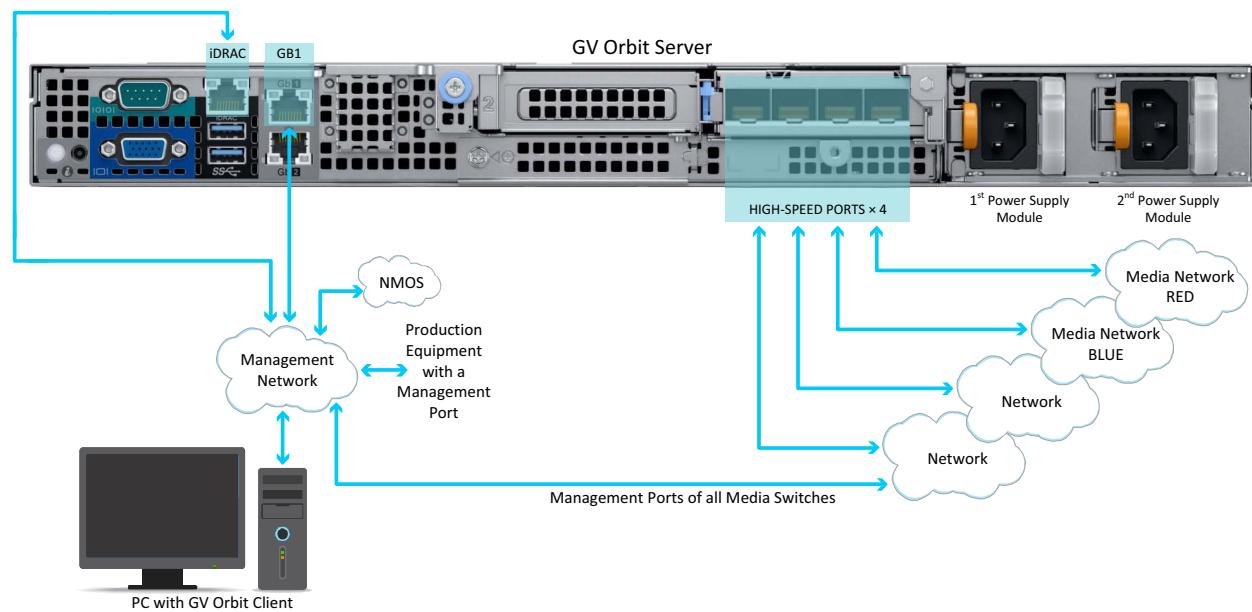 GV Orbit Server
iDRAC
GB1
Gb 1
2
IOIOI
iDRAC
Gb 2
SS
HIGH-SPEED PORTS × 4
1st Power Supply
Module
2nd Power Supply
Module
NMOS
Management
Network
Production
Equipment
with a
Management
Port
Media Network
RED
Media Network
BLUE
Network
Network
Management Ports of all Media Switches
PC with GV Orbit Client